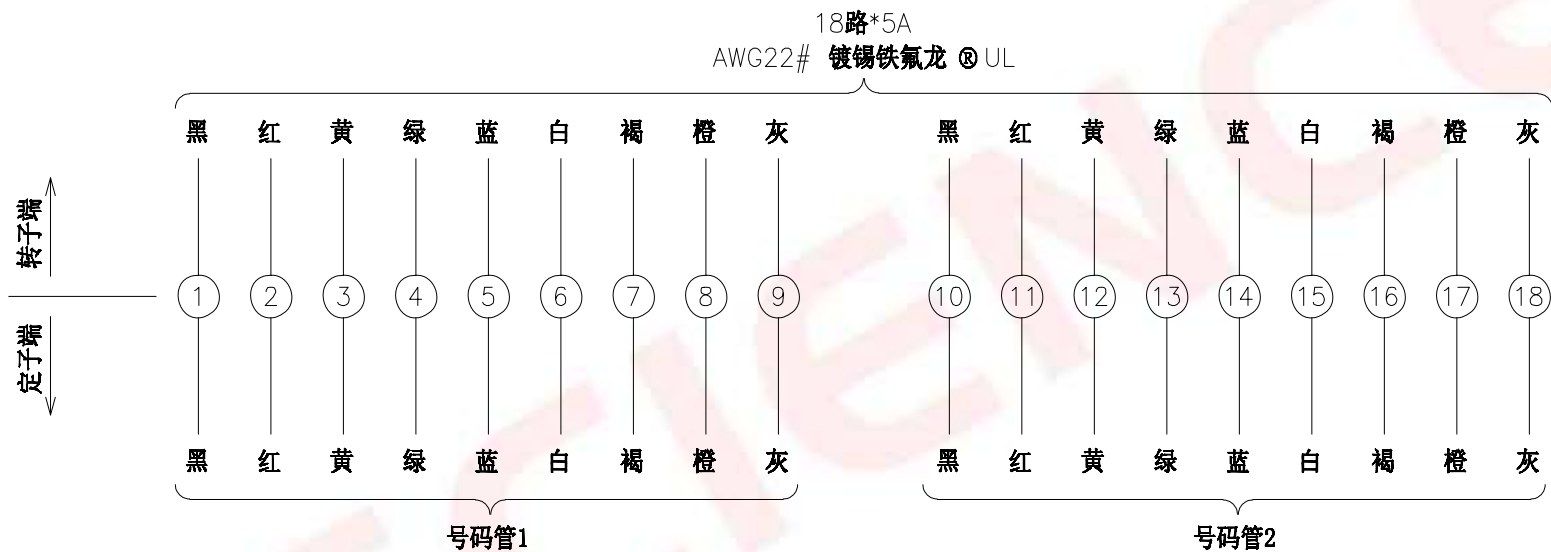 18路*5A
AWG22# 镀锡铁氟龙 ® UL
黑 红 黄 绿 蓝 白 褐 橙 灰 黑 红 黄 绿 蓝 白 褐 橙 灰
转子端
1 2 3 4 5 6 7 8 9 10 11 12 13 14 15 16 17 18
定子端
黑 红 黄 绿 蓝 白 褐 橙 灰 黑 红 黄 绿 蓝 白 褐 橙 灰
号码管1 号码管2